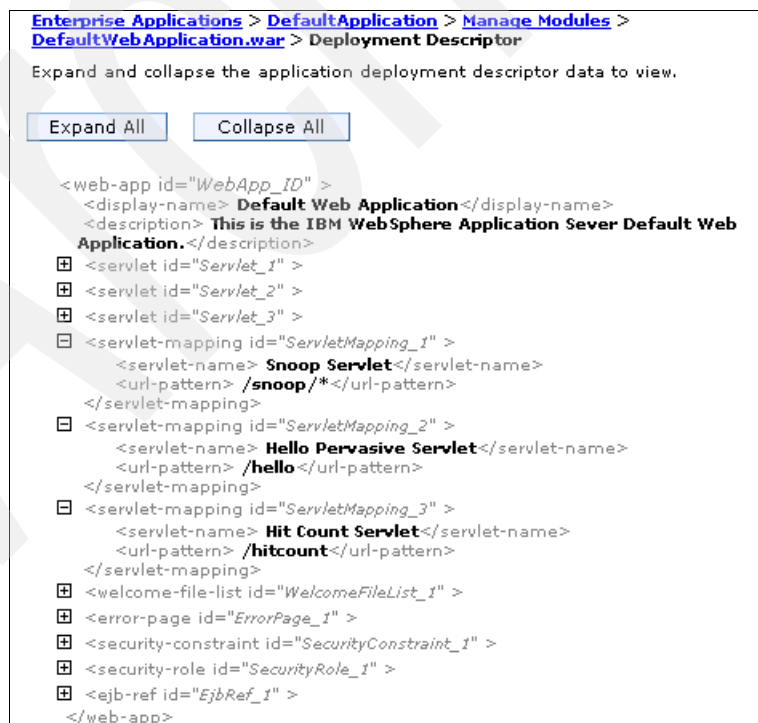 Enterprise Applications > DefaultApplication > Manage Modules >
DefaultWebApplication.war > Deployment Descriptor
Expand and collapse the application deployment descriptor data to view.
Expand All Collapse All
<web-app id="WebApp_ID" >
<display-name> Default Web Application</display-name>
<description> This is the IBM WebSphere Application Sever Default Web
Application.</description>
<servlet id="Servlet_1" >
<servlet id="Servlet_2" >
<servlet id="Servlet_3" >
<servlet-mapping id="ServletMapping_1" >
<servlet-name> Snoop Servlet</servlet-name>
<url-pattern> /snoop/*</url-pattern>
</servlet-mapping>
<servlet-mapping id="ServletMapping_2" >
<servlet-name> Hello Pervasive Servlet</servlet-name>
<url-pattern> /hello</url-pattern>
</servlet-mapping>
<servlet-mapping id="ServletMapping_3" >
<servlet-name> Hit Count Servlet</servlet-name>
<url-pattern> /hitcount</url-pattern>
</servlet-mapping>
<welcome-file-list id="WelcomeFileList_1" >
<error-page id="ErrorPage_1" >
<security-constraint id="SecurityConstraint_1" >
<security-role id="SecurityRole_1" >
<ejb-ref id="EjbRef_1" >
</web-app>